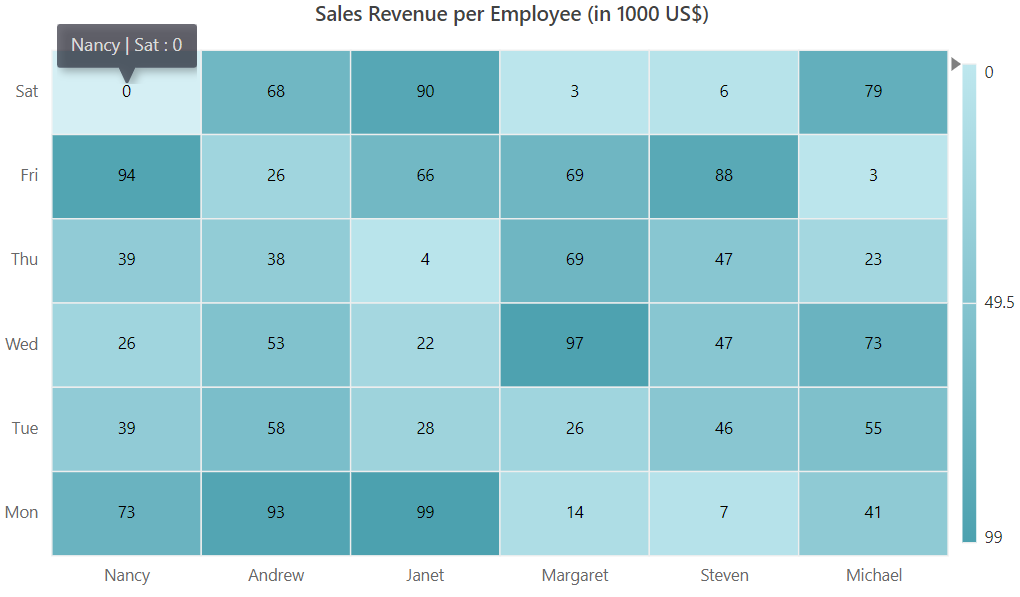 Sales Revenue per Employee (in 1000 US$)
Nancy | Sat : 0
Sat 0 68 90 3 6 79
Fri 94 26 66 69 88 3
Thu 39 38 4 69 47 23
Wed 26 53 22 97 47 73
Tue 39 58 28 26 46 55
Mon 73 93 99 14 7 41
Nancy Andrew Janet Margaret Steven Michael
0
49.5
99